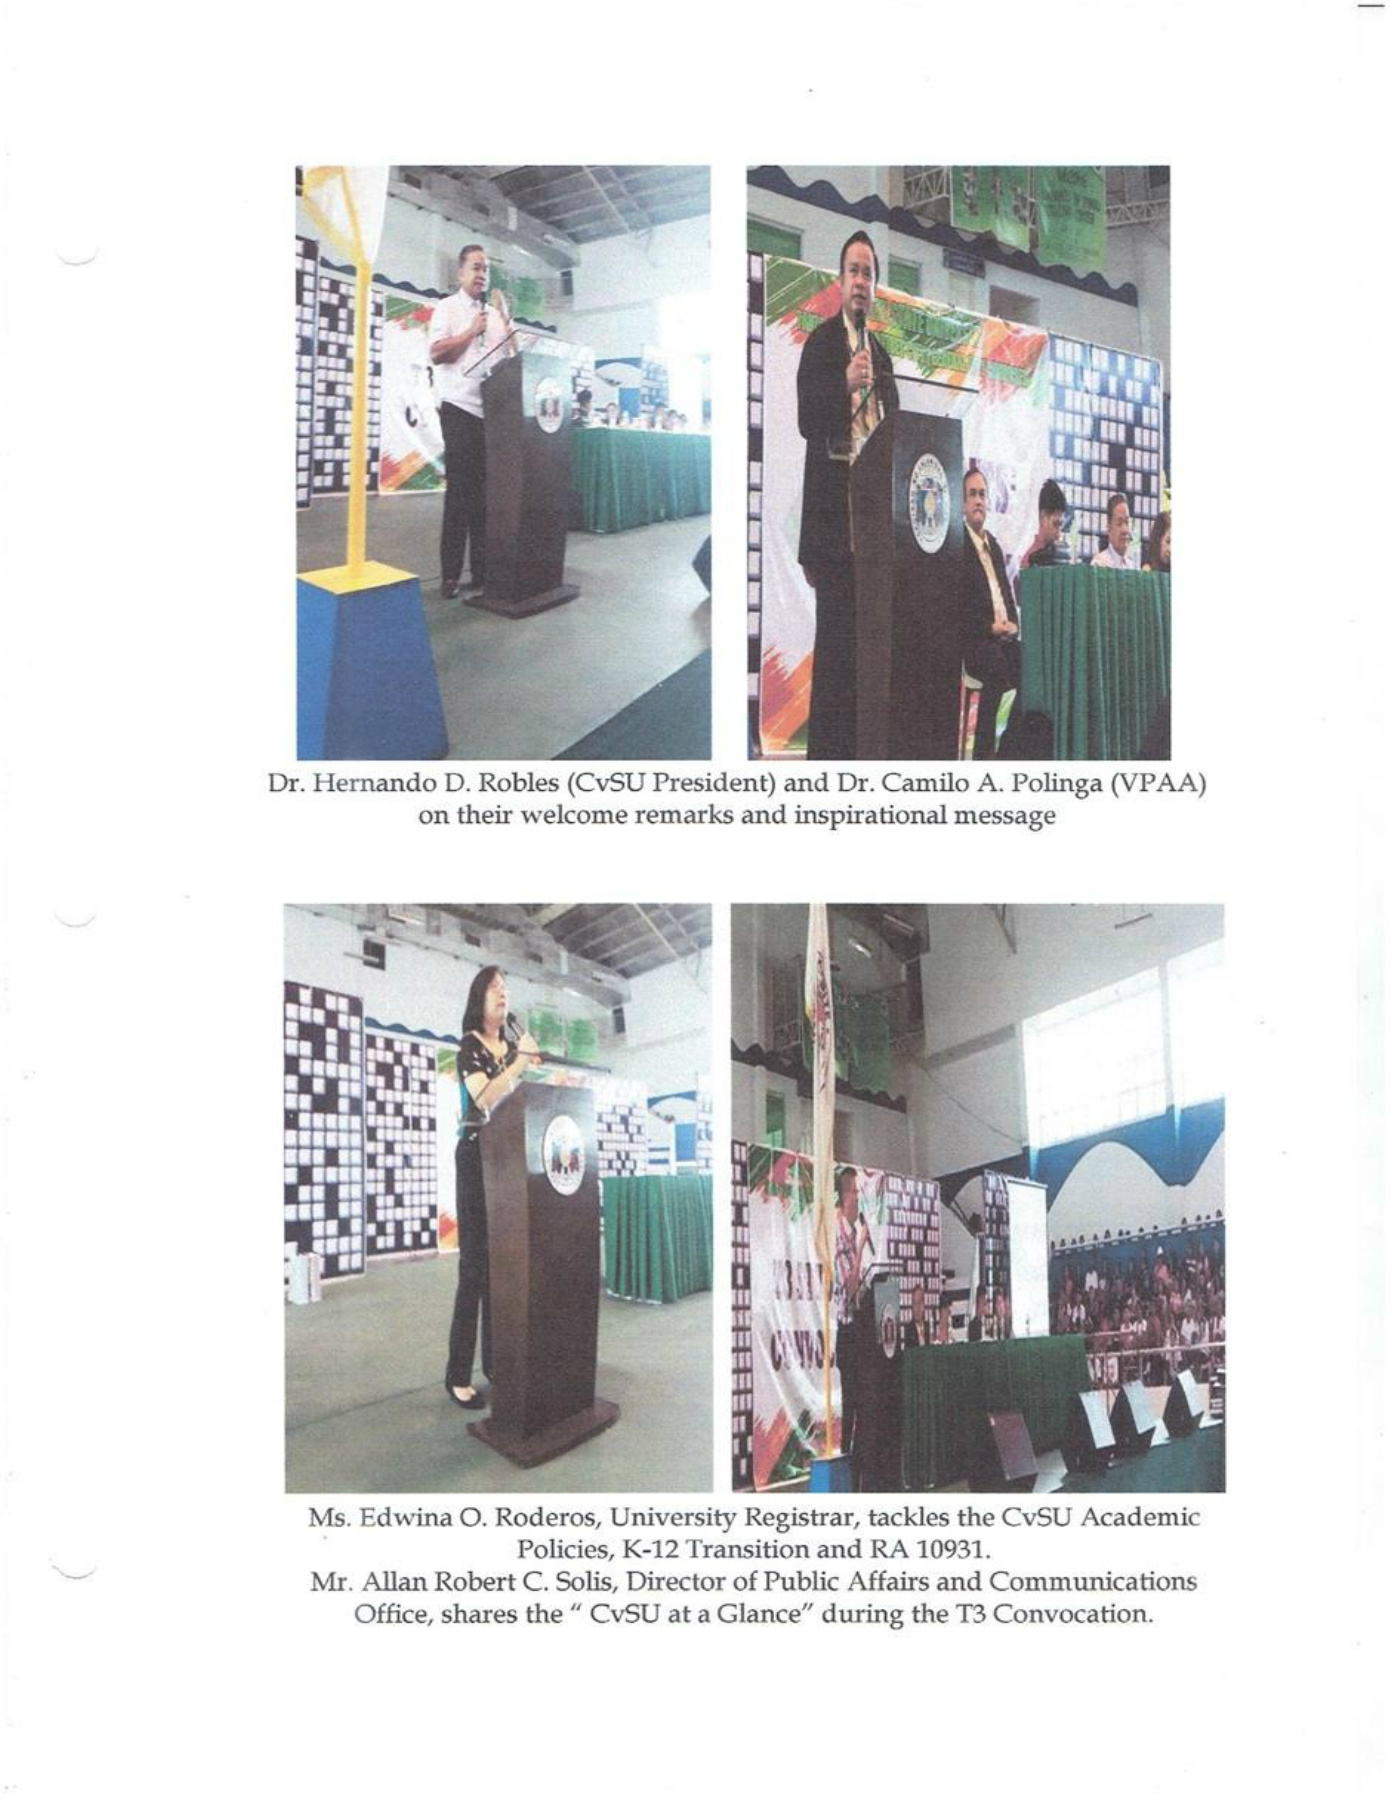 Dr. Hernando D. Robles (CvSU President) and Dr. Camilo A. Polinga (VPAA)
on their welcome remarks and inspirational message
Ms. Edwina O. Roderos, University Registrar, tackles the CvSU Academic
Policies, K-12 Transition and RA 10931.
Mr. Allan Robert C. Solis, Director of Public Affairs and Communications
Office, shares the “ CvSU at a Glance” during the T3 Convocation.